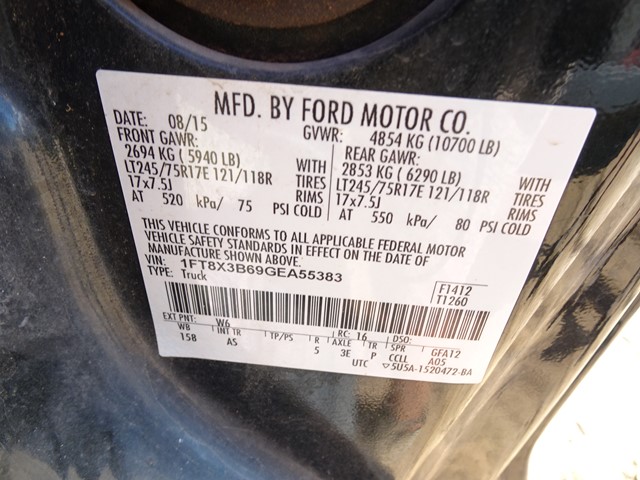 MFD. BY FORD MOTOR CO.
DATE: 08/15 GVWR: 4854 KG (10700 LB)
FRONT GAWR: REAR GAWR:
2694 KG ( 5940 LB) WITH 2853 KG ( 6290 LB) WITH
LT245/75R17E 121/118R TIRES LT245/75R17E 121/118R TIRES
17x7.5J RIMS 17x7.5J RIMS
AT 520 kPa/ 75 PSI COLD AT 550 kPa/ 80 PSI COLD
THIS VEHICLE CONFORMS TO ALL APPLICABLE FEDERAL MOTOR
VEHICLE SAFETY STANDARDS IN EFFECT ON THE DATE OF
MANUFACTURE SHOWN ABOVE.
VIN: 1FT8X3B69GEA55383 F1412
TYPE: Truck T1260
EXT PNT: W6 RC: 16 DSO:
WB INT TR TP/PS R AXLE TR SPR GFA12
158 AS 5 3E P CCLL A05
UTC ▽5U5A-1520472-BA